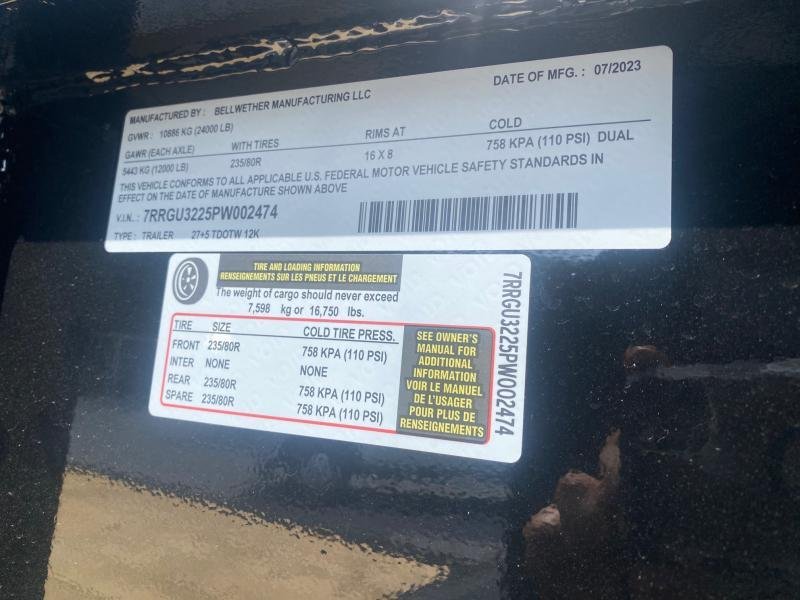 MANUFACTURED BY : BELLWETHER MANUFACTURING LLC DATE OF MFG. : 07/2023
GVWR : 10886 KG (24000 LB)
GAWR (EACH AXLE) WITH TIRES RIMS AT COLD
5443 KG (12000 LB) 235/80R 16 X 8 758 KPA (110 PSI) DUAL
THIS VEHICLE CONFORMS TO ALL APPLICABLE U.S. FEDERAL MOTOR VEHICLE SAFETY STANDARDS IN
EFFECT ON THE DATE OF MANUFACTURE SHOWN ABOVE
V.I.N. : 7RRGU3225PW002474
TYPE : TRAILER 27+5 TDOTW 12K
TIRE AND LOADING INFORMATION
RENSEIGNEMENTS SUR LES PNEUS ET LE CHARGEMENT
The weight of cargo should never exceed
7,598 kg or 16,750 lbs.
TIRE SIZE COLD TIRE PRESS.
FRONT 235/80R 758 KPA (110 PSI)
INTER NONE NONE
REAR 235/80R 758 KPA (110 PSI)
SPARE 235/80R 758 KPA (110 PSI)
SEE OWNER'S
MANUAL FOR
ADDITIONAL
INFORMATION
VOIR LE MANUEL
DE L'USAGER
POUR PLUS DE
RENSEIGNEMENTS
7RRGU3225PW002474